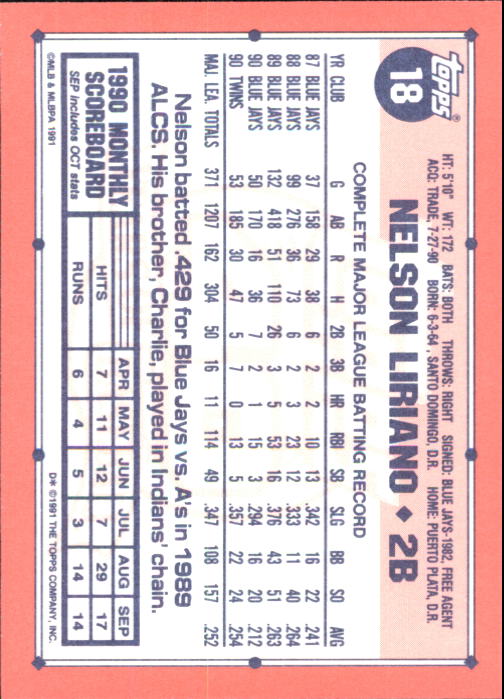 topps®
18
NELSON LIRIANO ◆ 2B
HT: 5'10" WT: 172 BATS: BOTH THROWS: RIGHT SIGNED: BLUE JAYS-1982, FREE AGENT
ACQ: TRADE, 7-27-90 BORN: 6-3-64, SANTO DOMINGO, D.R. HOME: PUERTO PLATA, D.R.
COMPLETE MAJOR LEAGUE BATTING RECORD
YR CLUB G AB R H 2B 3B HR RBI SB SLG BB SO AVG
87 BLUE JAYS 37 158 29 38 6 2 2 10 13 .342 16 22 .241
88 BLUE JAYS 99 276 36 73 6 2 3 23 12 .333 11 40 .264
89 BLUE JAYS 132 418 51 110 26 3 5 53 16 .376 43 51 .263
90 BLUE JAYS 50 170 16 36 7 2 1 15 3 .294 16 20 .212
90 TWINS 53 185 30 47 5 7 0 13 5 .357 22 24 .254
MAJ. LEA. TOTALS 371 1207 162 304 50 16 11 114 49 .347 108 157 .252
Nelson batted .429 for Blue Jays vs. A's in 1989
ALCS. His brother, Charlie, played in Indians' chain.
1990 MONTHLY
SCOREBOARD
SEP includes OCT stats
APR MAY JUN JUL AUG SEP
HITS 7 11 12 7 29 17
RUNS 6 4 5 3 14 14
©MLB & MLBPA 1991
D* ©1991 THE TOPPS COMPANY, INC.